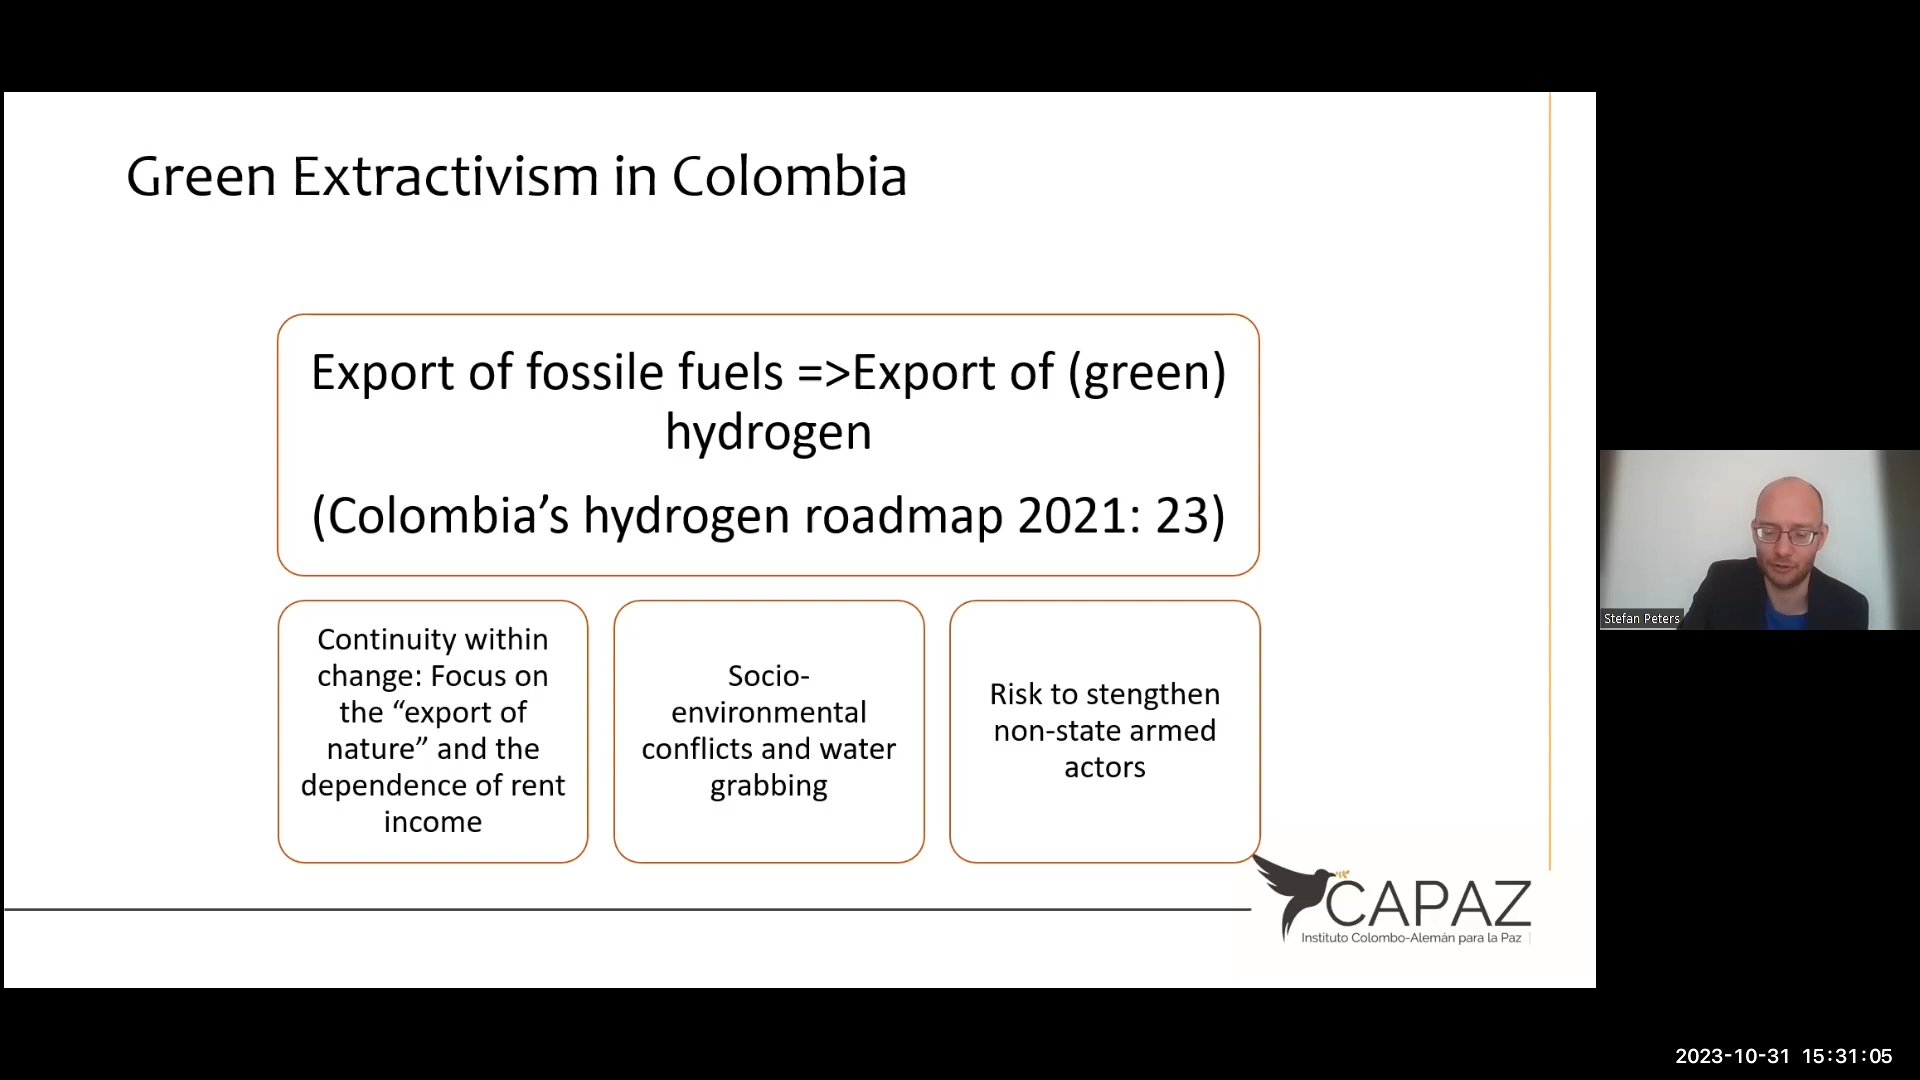 Green Extractivism in Colombia
Export of fossile fuels =>Export of (green)
hydrogen
(Colombia’s hydrogen roadmap 2021: 23)
Continuity within
change: Focus on
the “export of
nature” and the
dependence of rent
income
Socio-
environmental
conflicts and water
grabbing
Risk to stengthen
non-state armed
actors
CAPAZ
Instituto Colombo-Alemán para la Paz
Stefan Peters
2023-10-31 15:31:05